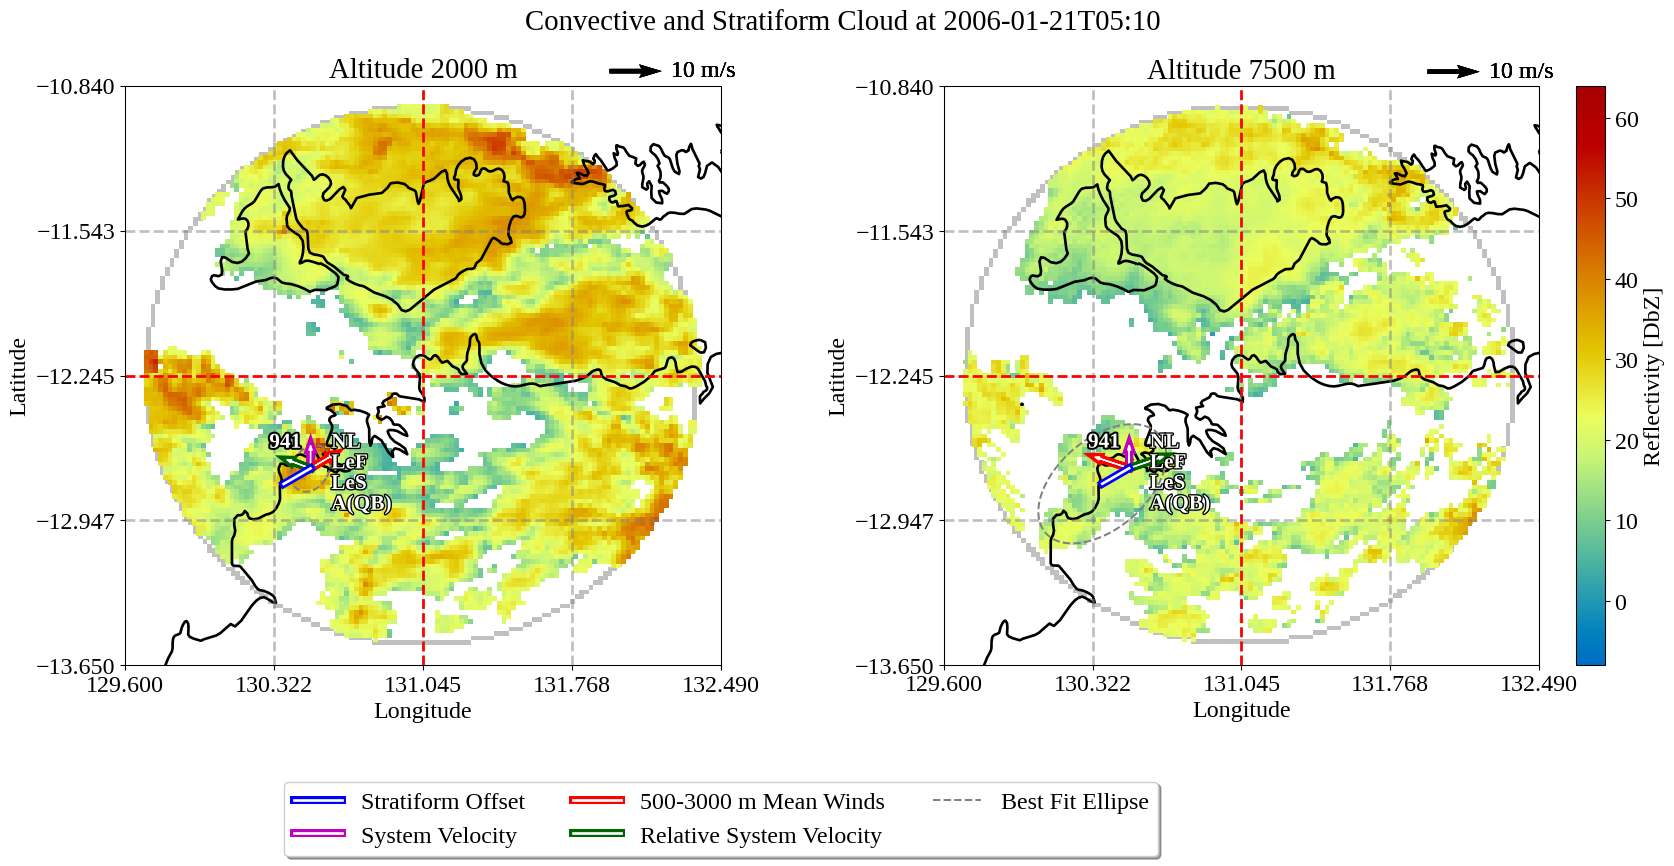 Convective and Stratiform Cloud at 2006-01-21T05:10
Altitude 2000 m
10 m/s
−10.840
−11.543
−12.245
−12.947
−13.650
Latitude
941
NL
LeF
LeS
A(QB)
129.600 130.322 131.045 131.768 132.490
Longitude
Altitude 7500 m
10 m/s
−10.840
−11.543
−12.245
−12.947
−13.650
Latitude
941
NL
LeF
LeS
A(QB)
129.600 130.322 131.045 131.768 132.490
Longitude
60
50
40
30
20
10
0
Reflectivity [DbZ]
Stratiform Offset
System Velocity
500-3000 m Mean Winds
Relative System Velocity
Best Fit Ellipse